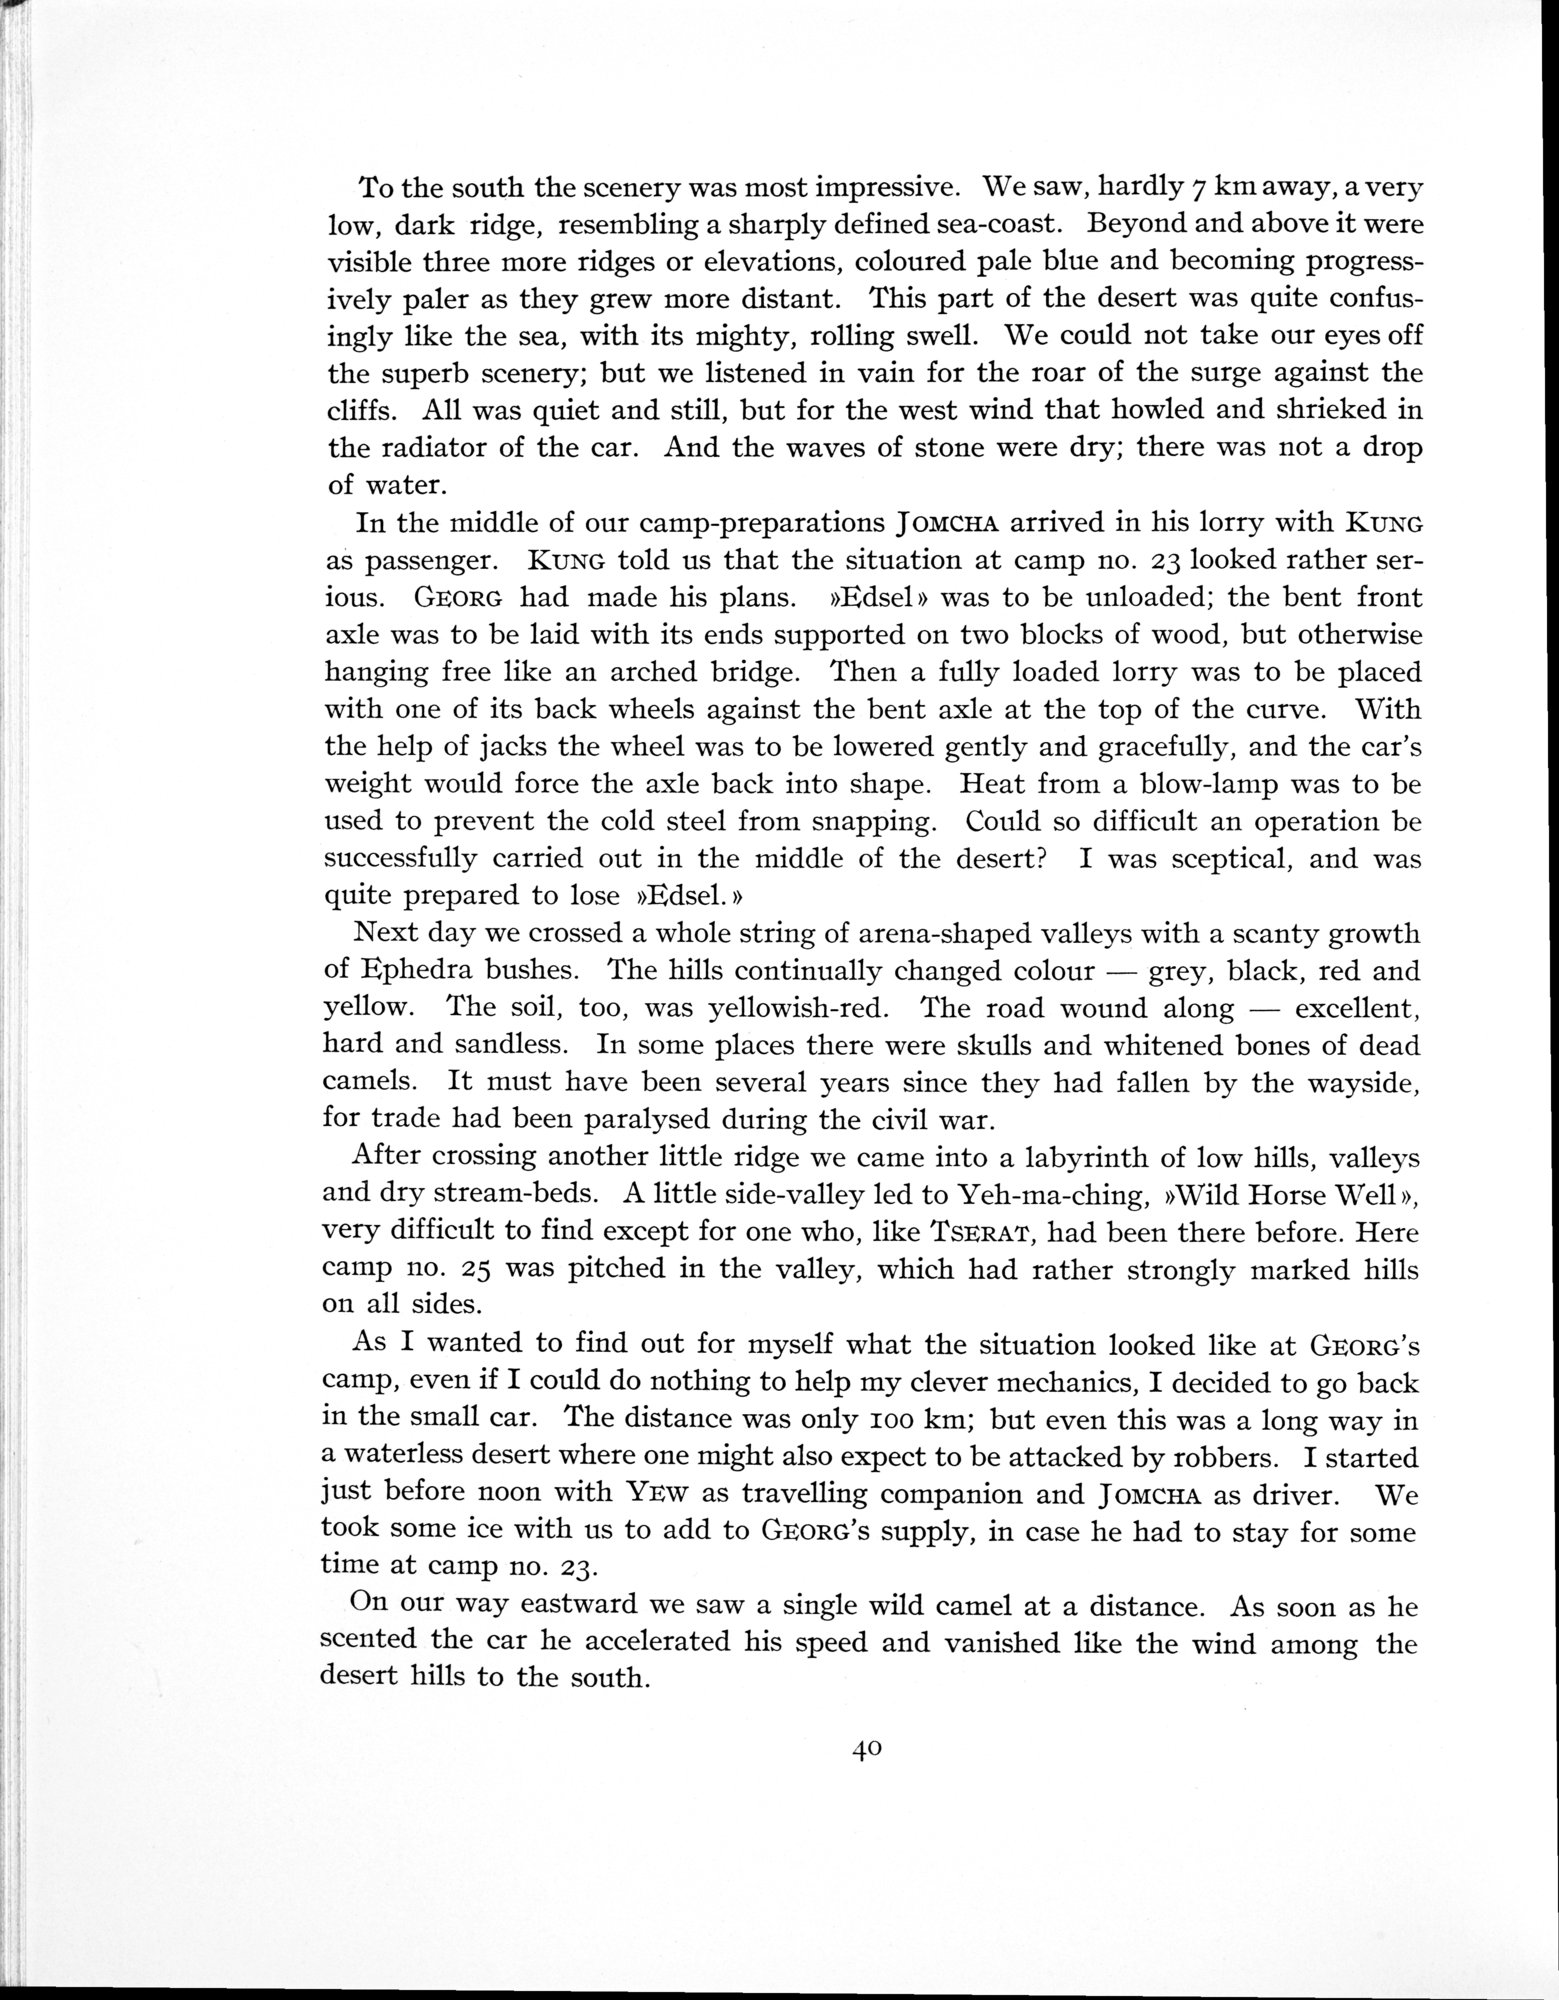 To the south the scenery was most impressive. We saw, hardly 7 km away, a very
low, dark ridge, resembling a sharply defined sea-coast. Beyond and above it were
visible three more ridges or elevations, coloured pale blue and becoming progress-
ively paler as they grew more distant. This part of the desert was quite confus-
ingly like the sea, with its mighty, rolling swell. We could not take our eyes off
the superb scenery; but we listened in vain for the roar of the surge against the
cliffs. All was quiet and still, but for the west wind that howled and shrieked in
the radiator of the car. And the waves of stone were dry; there was not a drop
of water.
In the middle of our camp-preparations JOMCHA arrived in his lorry with KUNG
as passenger. KUNG told us that the situation at camp no. 23 looked rather ser-
ious. GEORG had made his plans. »Edsel» was to be unloaded; the bent front
axle was to be laid with its ends supported on two blocks of wood, but otherwise
hanging free like an arched bridge. Then a fully loaded lorry was to be placed
with one of its back wheels against the bent axle at the top of the curve. With
the help of jacks the wheel was to be lowered gently and gracefully, and the car's
weight would force the axle back into shape. Heat from a blow-lamp was to be
used to prevent the cold steel from snapping. Could so difficult an operation be
successfully carried out in the middle of the desert? I was sceptical, and was
quite prepared to lose »Edsel.»
Next day we crossed a whole string of arena-shaped valleys with a scanty growth
of Ephedra bushes. The hills continually changed colour — grey, black, red and
yellow. The soil, too, was yellowish-red. The road wound along — excellent,
hard and sandless. In some places there were skulls and whitened bones of dead
camels. It must have been several years since they had fallen by the wayside,
for trade had been paralysed during the civil war.
After crossing another little ridge we came into a labyrinth of low hills, valleys
and dry stream-beds. A little side-valley led to Yeh-ma-ching, »Wild Horse Well»,
very difficult to find except for one who, like TSERAT, had been there before. Here
camp no. 25 was pitched in the valley, which had rather strongly marked hills
on all sides.
As I wanted to find out for myself what the situation looked like at GEORG's
camp, even if I could do nothing to help my clever mechanics, I decided to go back
in the small car. The distance was only 100 km; but even this was a long way in
a waterless desert where one might also expect to be attacked by robbers. I started
just before noon with YEW as travelling companion and JOMCHA as driver. We
took some ice with us to add to GEORG's supply, in case he had to stay for some
time at camp no. 23.
On our way eastward we saw a single wild camel at a distance. As soon as he
scented the car he accelerated his speed and vanished like the wind among the
desert hills to the south.
40